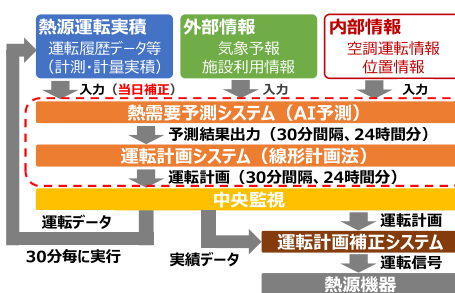 熱源運転実績
運転履歴データ等
（計測・計量実績）
外部情報
気象予報
施設利用情報
内部情報
空調運転情報
位置情報
入力（当日補正）
入力
入力
熱需要予測システム（AI予測）
予測結果出力（30分間隔、24時間分）
運転計画システム（線形計画法）
運転計画（30分間隔、24時間分）
中央監視
運転データ
運転計画
30分毎に実行
実績データ
運転計画補正システム
運転信号
熱源機器